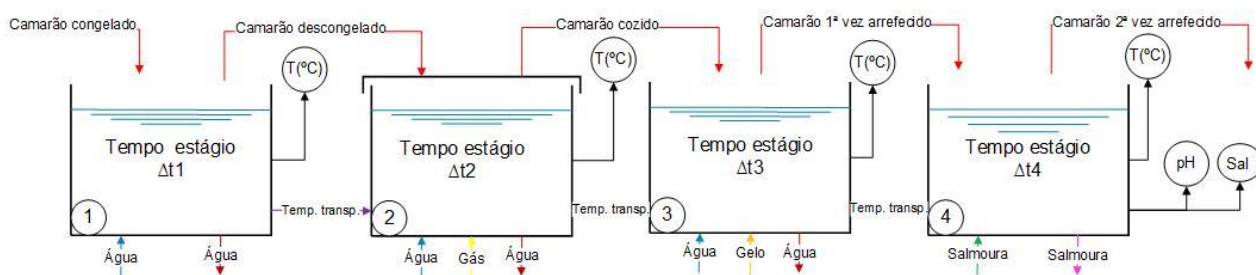 Camarão congelado
Camarão descongelado
Camarão cozido
Camarão 1ª vez arrefecido
Camarão 2ª vez arrefecido
T(ºC)
T(ºC)
T(ºC)
T(ºC)
Tempo estágio
Δt1
Tempo estágio
Δt2
Tempo estágio
Δt3
Tempo estágio
Δt4
pH
Sal
1
Temp. transp.
2
Temp. transp.
3
Temp. transp.
4
Água
Água
Água
Gás
Água
Água
Gelo
Água
Salmoura
Salmoura